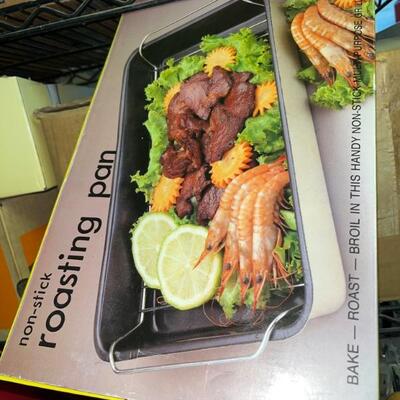 non-stick
roasting pan
BAKE — ROAST — BROIL IN THIS HANDY NON-STICK